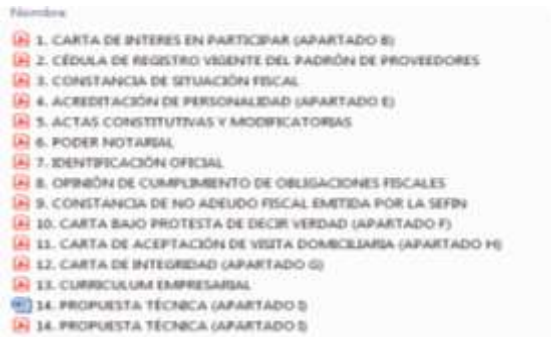 Nombre
1. CARTA DE INTERES EN PARTICIPAR (APARTADO B)
2. CÉDULA DE REGISTRO VIGENTE DEL PADRÓN DE PROVEEDORES
3. CONSTANCIA DE SITUACIÓN FISCAL
4. ACREDITACIÓN DE PERSONALIDAD (APARTADO E)
5. ACTAS CONSTITUTIVAS Y MODIFICATORIAS
6. PODER NOTARIAL
7. IDENTIFICACIÓN OFICIAL
8. OPINIÓN DE CUMPLIMIENTO DE OBLIGACIONES FISCALES
9. CONSTANCIA DE NO ADEUDO FISCAL EMITIDA POR LA SEFIN
10. CARTA BAJO PROTESTA DE DECIR VERDAD (APARTADO F)
11. CARTA DE ACEPTACIÓN DE VISITA DOMICILIARIA (APARTADO H)
12. CARTA DE INTEGRIDAD (APARTADO G)
13. CURRICULUM EMPRESARIAL
14. PROPUESTA TÉCNICA (APARTADO I)
14. PROPUESTA TÉCNICA (APARTADO I)